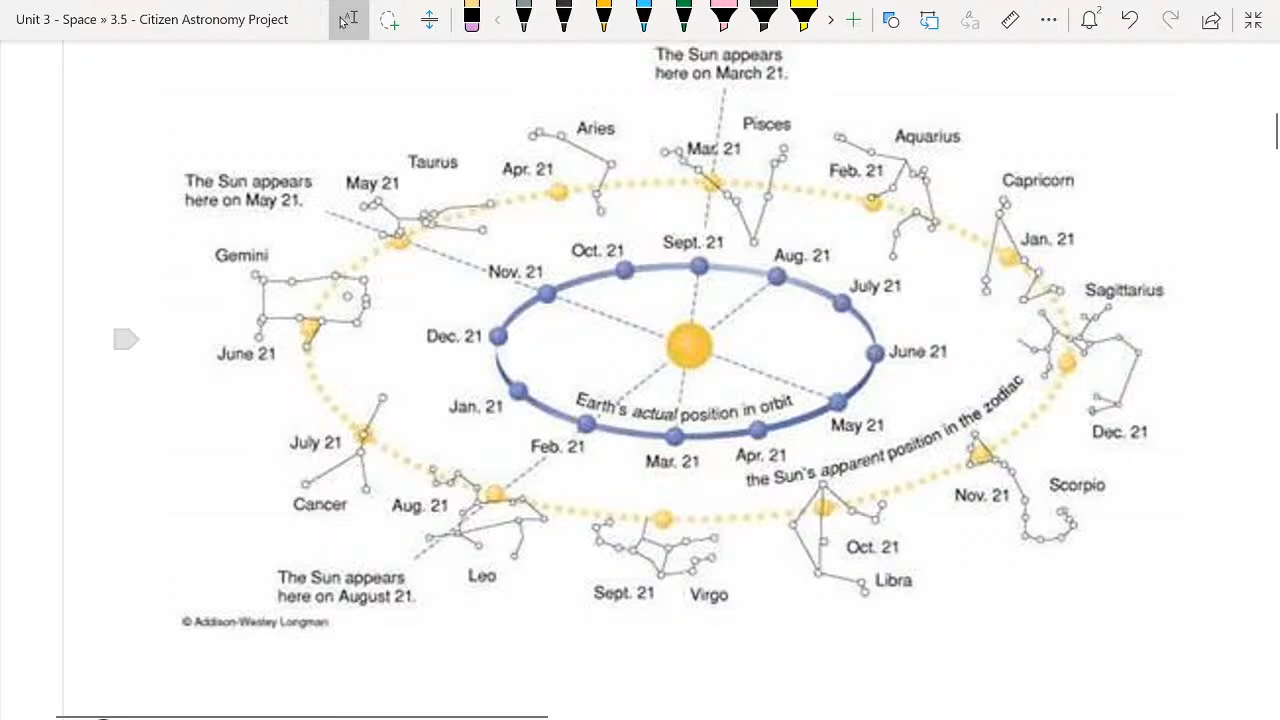 Unit 3 - Space » 3.5 - Citizen Astronomy Project
2
The Sun appears
here on March 21.
Aries
Pisces
Aquarius
Mar. 21
Taurus
Apr. 21
Feb. 21
The Sun appears
here on May 21.
May 21
Capricorn
Jan. 21
Gemini
Oct. 21
Sept. 21
Aug. 21
Nov. 21
July 21
Sagittarius
Dec. 21
June 21
June 21
Earth's actual position in orbit
Jan. 21
May 21
the Sun's apparent position in the zodiac
Dec. 21
July 21
Feb. 21
Mar. 21
Apr. 21
Cancer
Aug. 21
Nov. 21
Scorpio
Oct. 21
The Sun appears
here on August 21.
Leo
Sept. 21
Virgo
Libra
© Addison-Wesley Longman